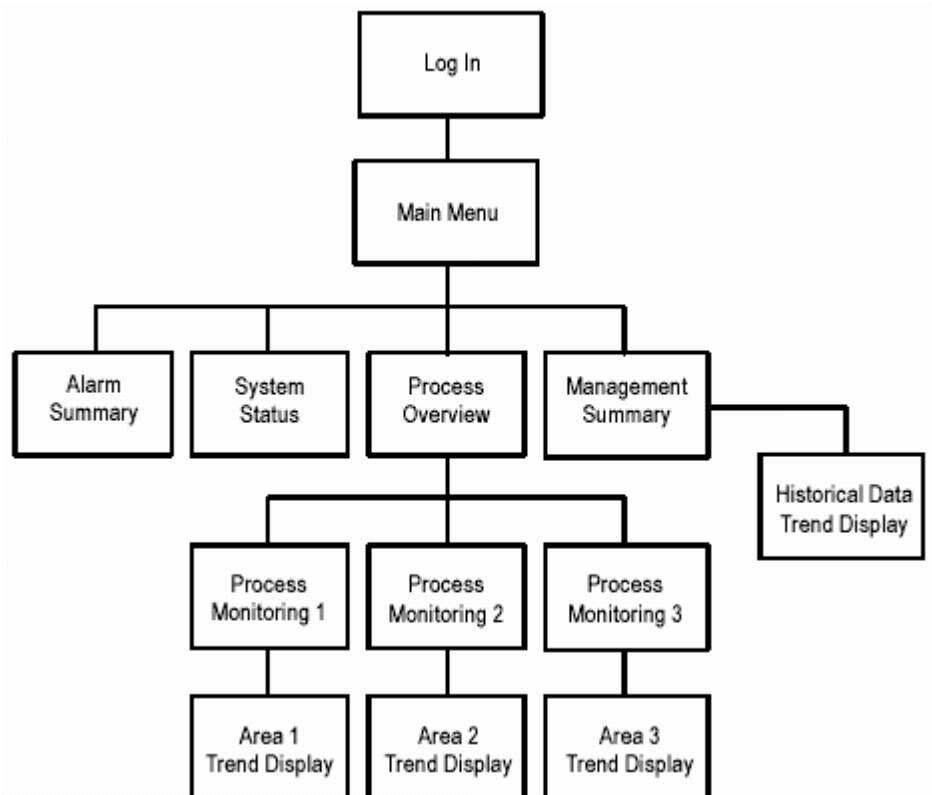 Log In
Main Menu
Alarm
Summary
System
Status
Process
Overview
Management
Summary
Historical Data
Trend Display
Process
Monitoring 1
Process
Monitoring 2
Process
Monitoring 3
Area 1
Trend Display
Area 2
Trend Display
Area 3
Trend Display